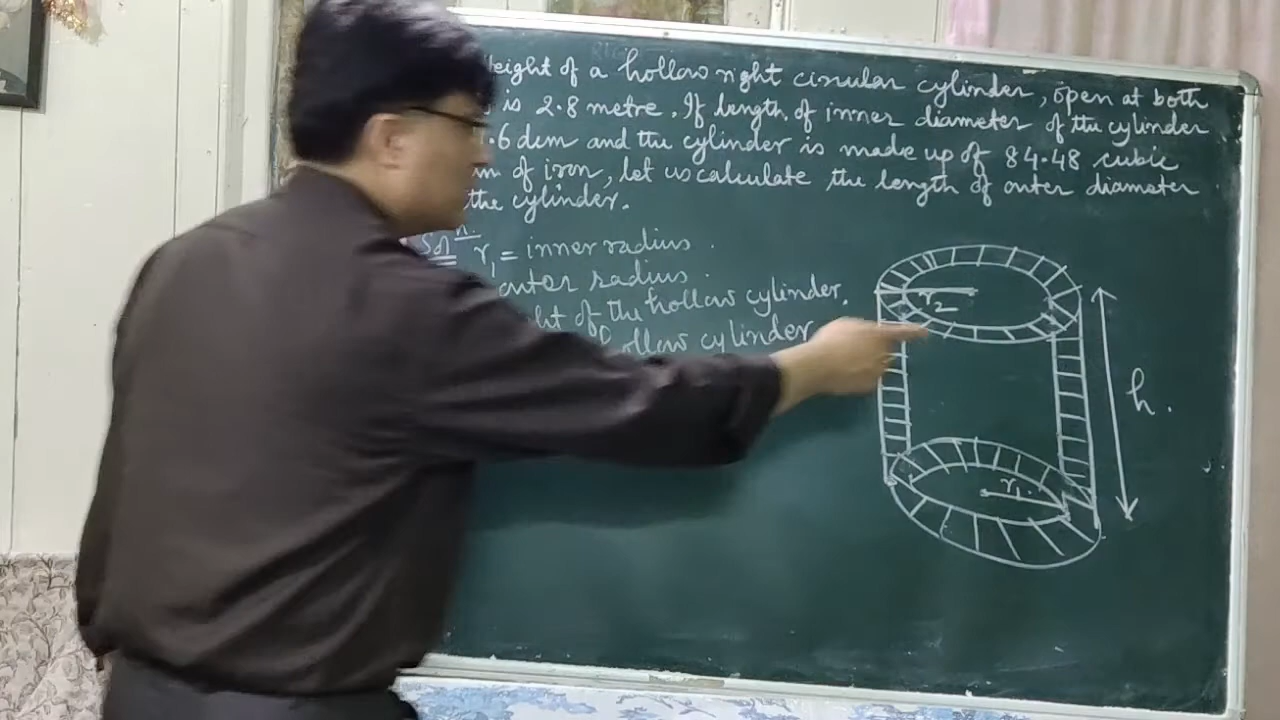 eight of a hollow right circular cylinder, open at both
is 2.8 metre. If length of inner diameter of the cylinder
.6 dcm and the cylinder is made up of 84.48 cubic
m of iron, let us calculate the length of outer diameter
the cylinder.
Solⁿ. r₁ = inner radius.
outer radius.
ht of the hollow cylinder.
ollow cylinder
r₂
h.
r₁.